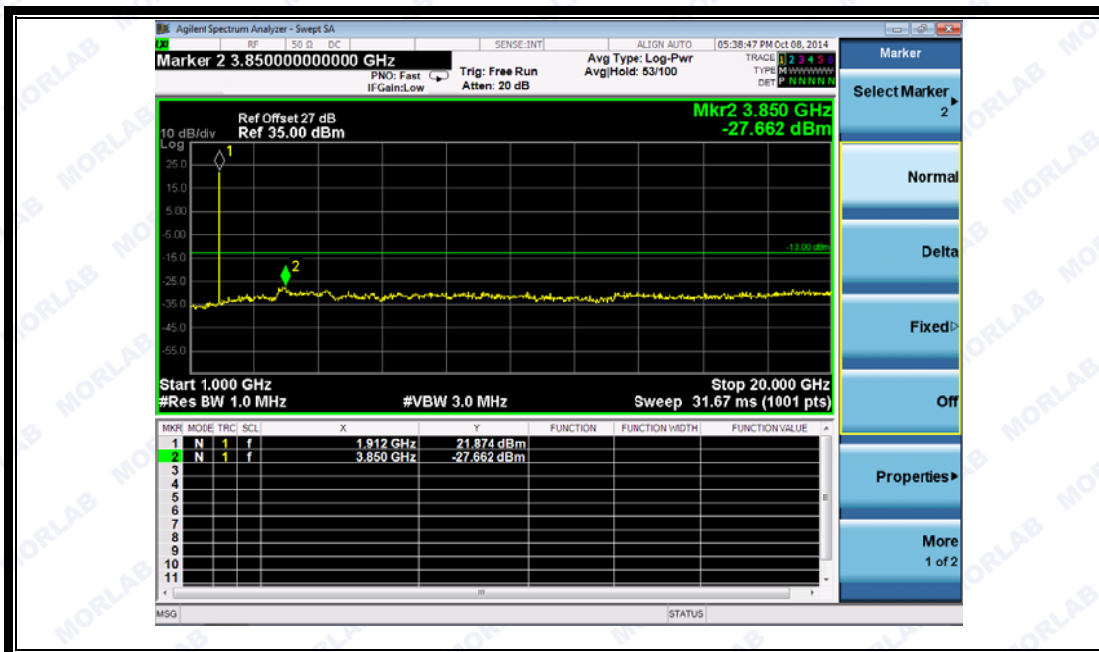 Agilent Spectrum Analyzer - Swept SA
RF 50 Ω DC SENSE:INT ALIGN AUTO 05:38:47 PM Oct 08, 2014
Marker 2 3.850000000000 GHz
PNO: Fast
IFGain:Low
Trig: Free Run
Atten: 20 dB
Avg Type: Log-Pwr
Avg|Hold: 53/100
TRACE 1 2 3 4 5 6
TYPE M WWWWW
DET P N N N N N
Ref Offset 27 dB
Ref 35.00 dBm
10 dB/div
Log
Mkr2 3.850 GHz
-27.662 dBm
25.0
15.0
5.00
-5.00
-15.0
-25.0
-35.0
-45.0
-55.0
1
2
-13.00 dBm
Start 1.000 GHz Stop 20.000 GHz
#Res BW 1.0 MHz #VBW 3.0 MHz Sweep 31.67 ms (1001 pts)
MKR MODE TRC SCL X Y FUNCTION FUNCTION WIDTH FUNCTION VALUE
1 N 1 f 1.912 GHz 21.874 dBm
2 N 1 f 3.850 GHz -27.662 dBm
3
4
5
6
7
8
9
10
11
MSG STATUS
Marker
Select Marker
2
Normal
Delta
Fixed
Off
Properties
More
1 of 2
MORLAB